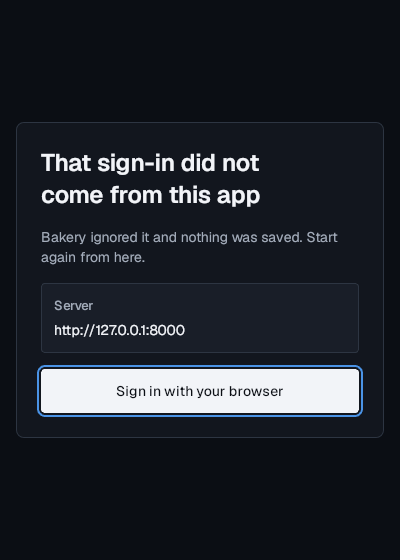 That sign-in did not
come from this app
Bakery ignored it and nothing was saved. Start
again from here.
Server
http://127.0.0.1:8000
Sign in with your browser